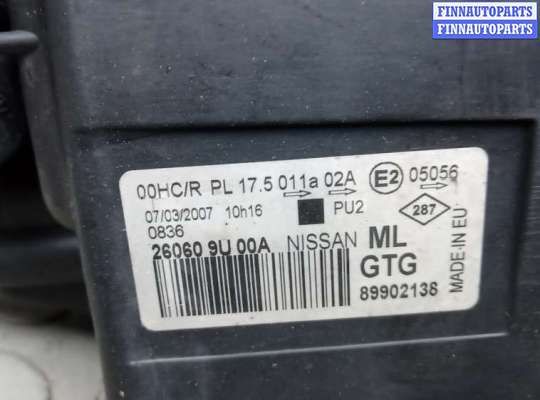 FINNAUTOPARTS
FINNAUTOPARTS
00HC/R PL 17.5 011a 02A E2 05056
07/03/2007 10h16 PU2 287
0836
26060 9U 00A NISSAN ML
GTG
89902138
MADE-IN EU